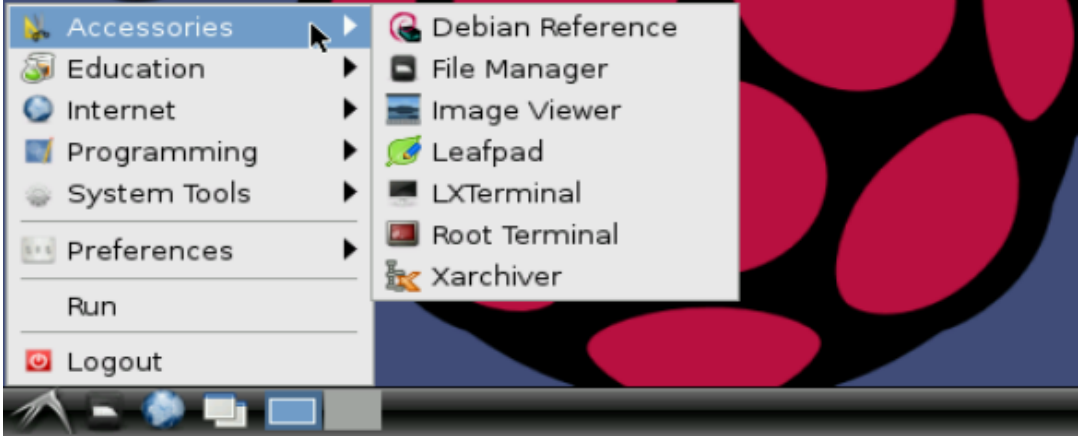 Accessories
Education
Internet
Programming
System Tools
Preferences
Run
Logout
Debian Reference
File Manager
Image Viewer
Leafpad
LXTerminal
Root Terminal
Xarchiver